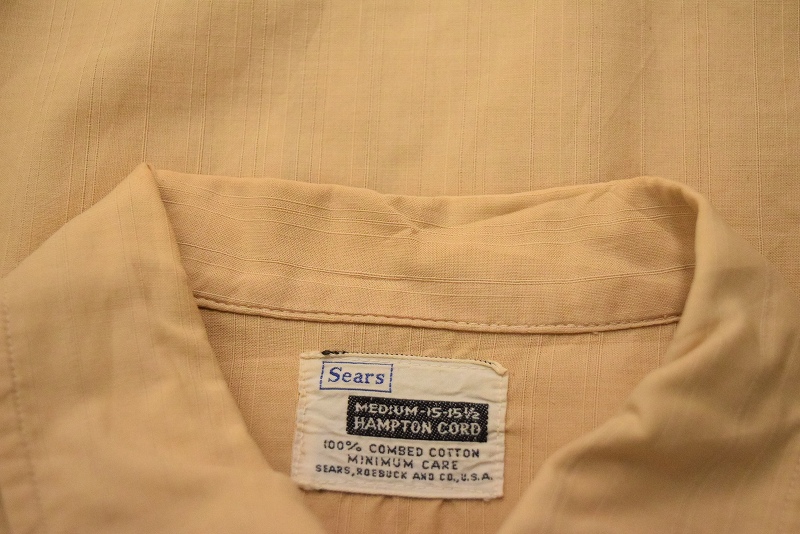 Sears
MEDIUM-15-15½
HAMPTON CORD
100% COMBED COTTON
MINIMUM CARE
SEARS, ROEBUCK AND CO., U.S.A.